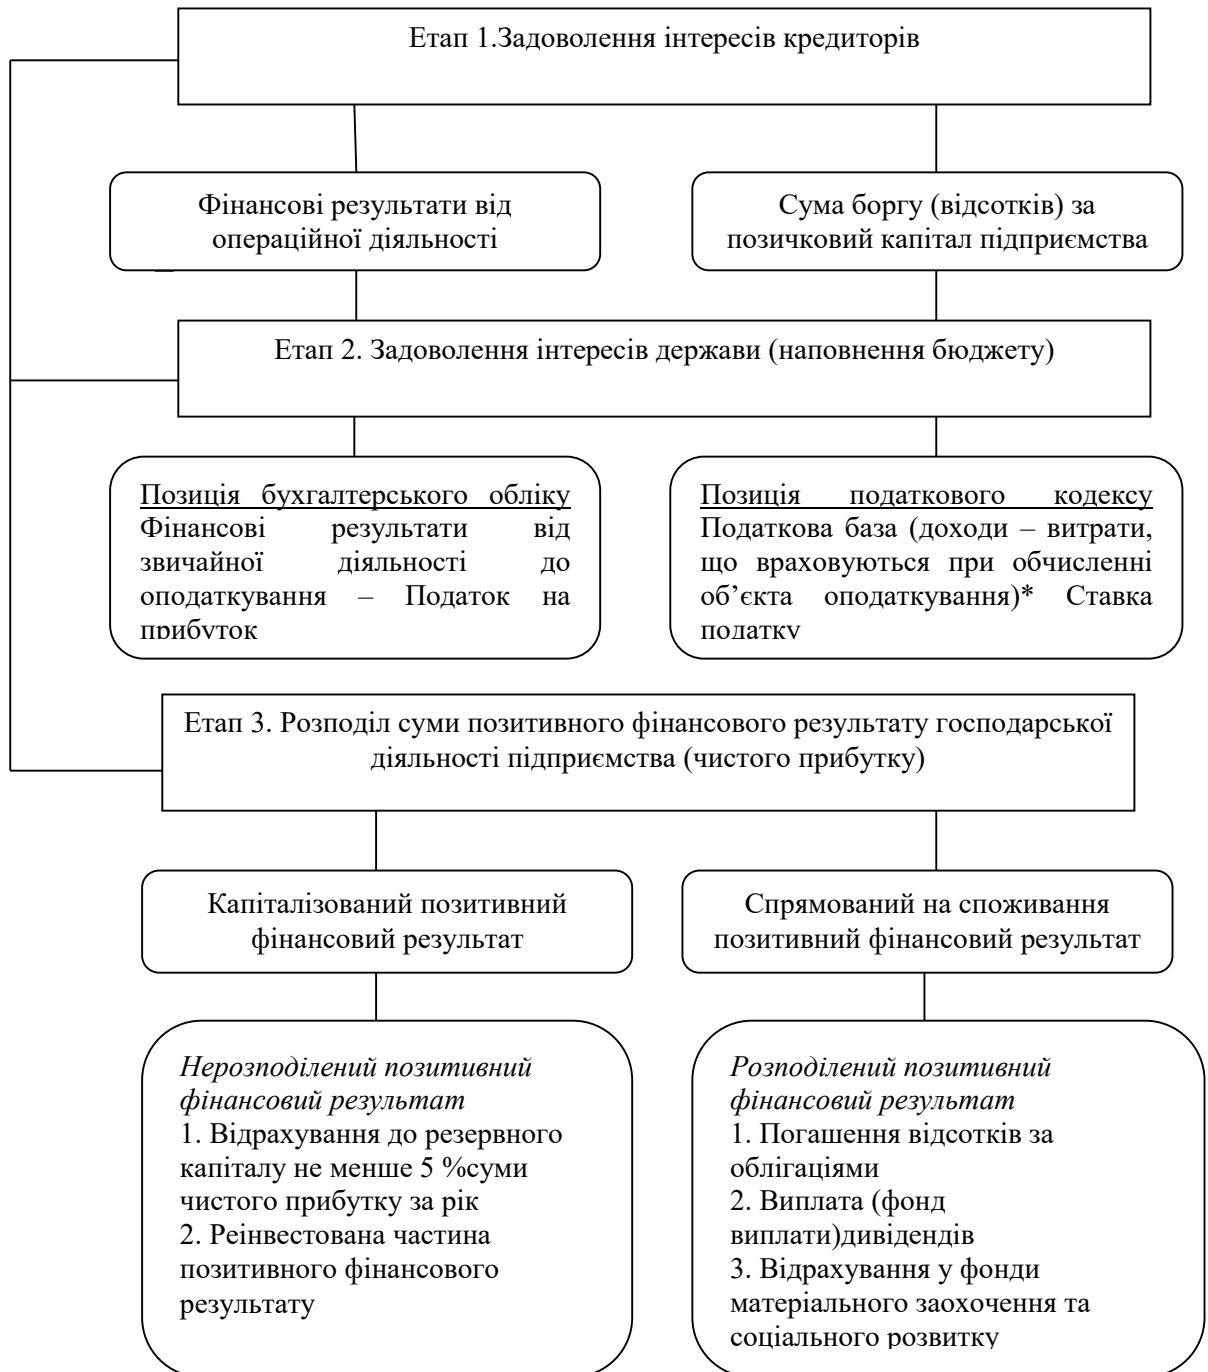 Етап 1.Задоволення інтересів кредиторів
Фінансові результати від
операційної діяльності
Сума боргу (відсотків) за
позичковий капітал підприємства
Етап 2. Задоволення інтересів держави (наповнення бюджету)
Позиція бухгалтерського обліку
Фінансові результати від
звичайної діяльності до
оподаткування – Податок на
прибуток
Позиція податкового кодексу
Податкова база (доходи – витрати,
що враховуються при обчисленні
об’єкта оподаткування)* Ставка
податку
Етап 3. Розподіл суми позитивного фінансового результату господарської
діяльності підприємства (чистого прибутку)
Капіталізований позитивний
фінансовий результат
Спрямований на споживання
позитивний фінансовий результат
Нерозподілений позитивний
фінансовий результат
1. Відрахування до резервного
капіталу не менше 5 %суми
чистого прибутку за рік
2. Реінвестована частина
позитивного фінансового
результату
Розподілений позитивний
фінансовий результат
1. Погашення відсотків за
облігаціями
2. Виплата (фонд
виплати)дивідендів
3. Відрахування у фонди
матеріального заохочення та
соціального розвитку